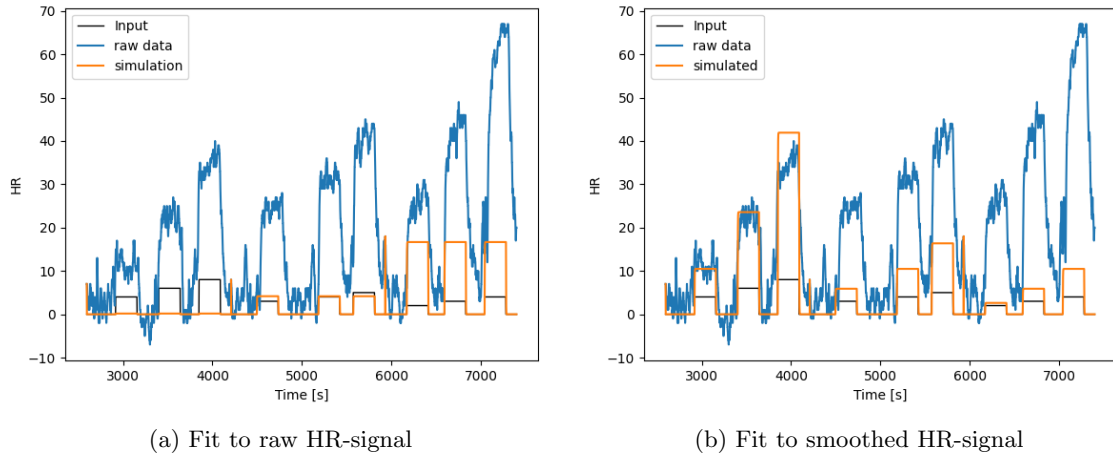 70
60
50
40
30
20
10
0
−10
HR
Input
raw data
simulation
3000 4000 5000 6000 7000
Time [s]
(a) Fit to raw HR-signal
70
60
50
40
30
20
10
0
−10
HR
Input
raw data
simulated
3000 4000 5000 6000 7000
Time [s]
(b) Fit to smoothed HR-signal